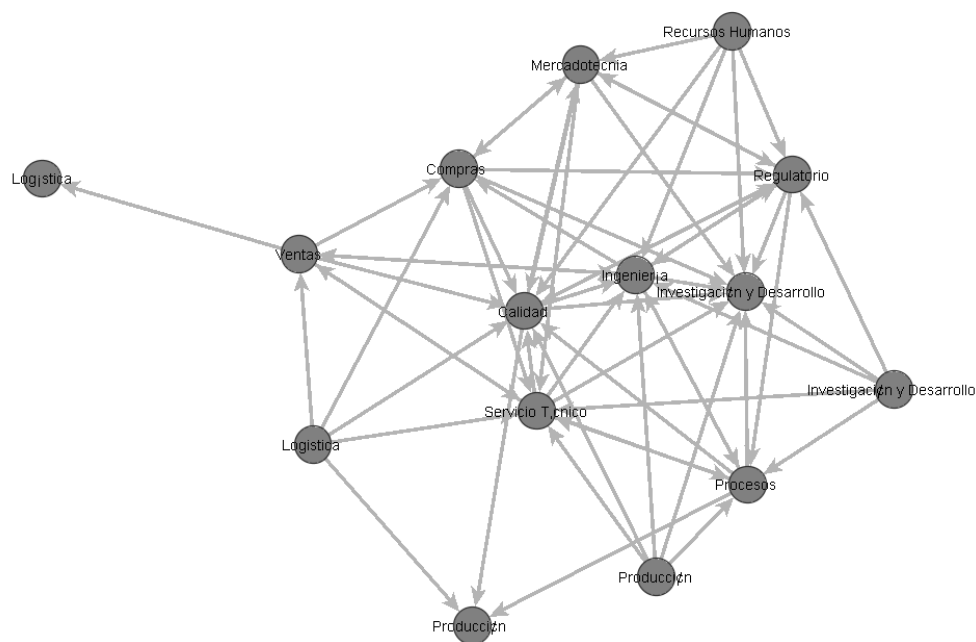 Recursos Humanos
Mercadotecnia
Compras
Regulatorio
Log¡stica
Ventas
Ingenier¡a
Investigaci¢n y Desarrollo
Calidad
Investigaci¢n y Desarrollo
Servicio T‚cnico
Logistica
Procesos
Producci¢n
Producci¢n